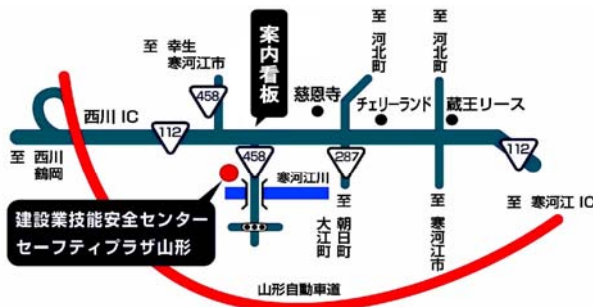 案内看板
至 幸生
寒河江市
至 河北町
至 河北町
458
慈恩寺
チェリーランド
蔵王リース
西川 IC
112
458
287
112
至 西川
鶴岡
寒河江川
至 朝日町
大江町
至 寒河江市
至 寒河江 IC
建設業技能安全センター
セーフティプラザ山形
山形自動車道